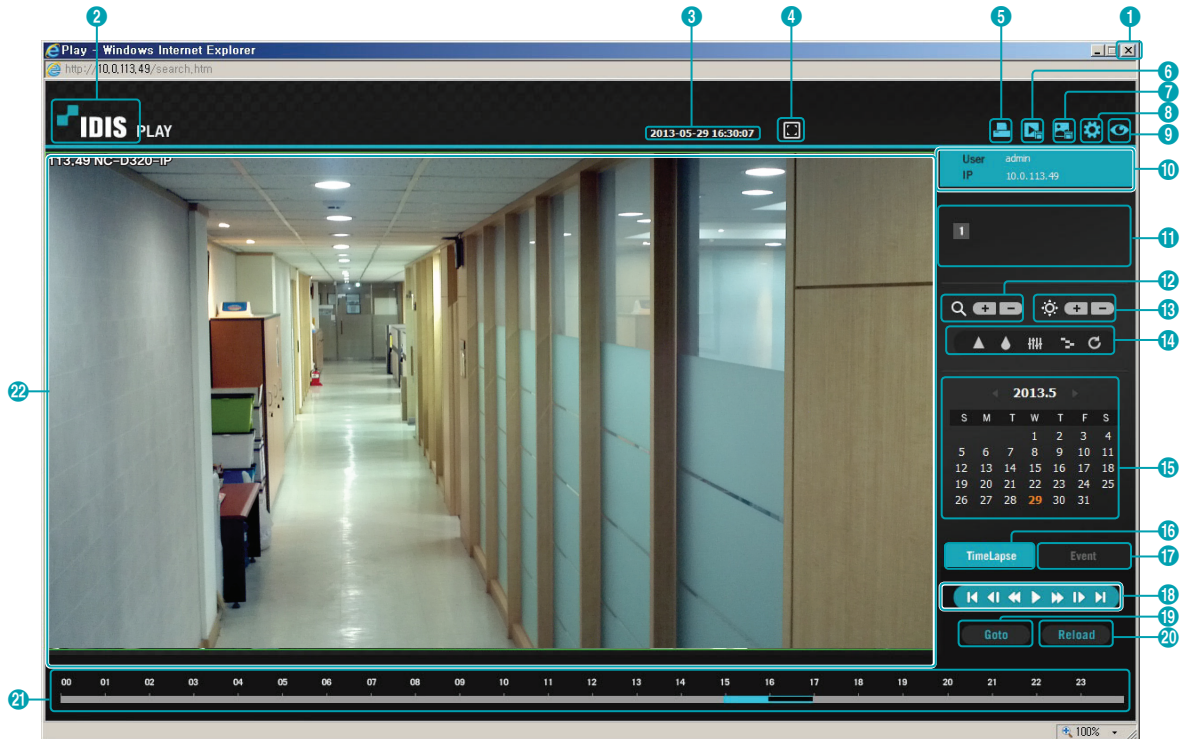 2
3
4
5
1
Play - Windows Internet Explorer
http://10.0.113.49/search.htm
6
7
8
9
IDIS PLAY
2013-05-29 16:30:07
113,49 NC-D320-IP
User admin
IP 10.0.113.49
10
1
11
12
13
14
2013.5
S M T W T F S
1 2 3 4
5 6 7 8 9 10 11
12 13 14 15 16 17 18
19 20 21 22 23 24 25
26 27 28 29 30 31
15
22
16
TimeLapse Event
17
18
19
Goto Reload
20
00 01 02 03 04 05 06 07 08 09 10 11 12 13 14 15 16 17 18 19 20 21 22 23
21
100%